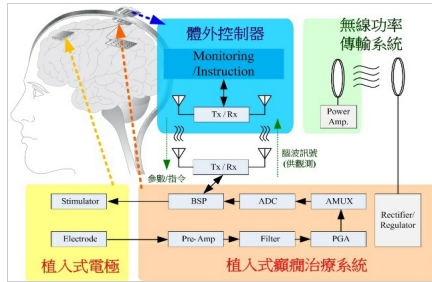 體外控制器
Monitoring
/Instruction
Tx / Rx
無線功率
傳輸系統
Power
Amp.
參數/指令
Tx / Rx
腦波訊號
(供觀測)
Stimulator
BSP
ADC
AMUX
Rectifier/
Regulator
Electrode
Pre-Amp
Filter
PGA
植入式電極
植入式癲癇治療系統